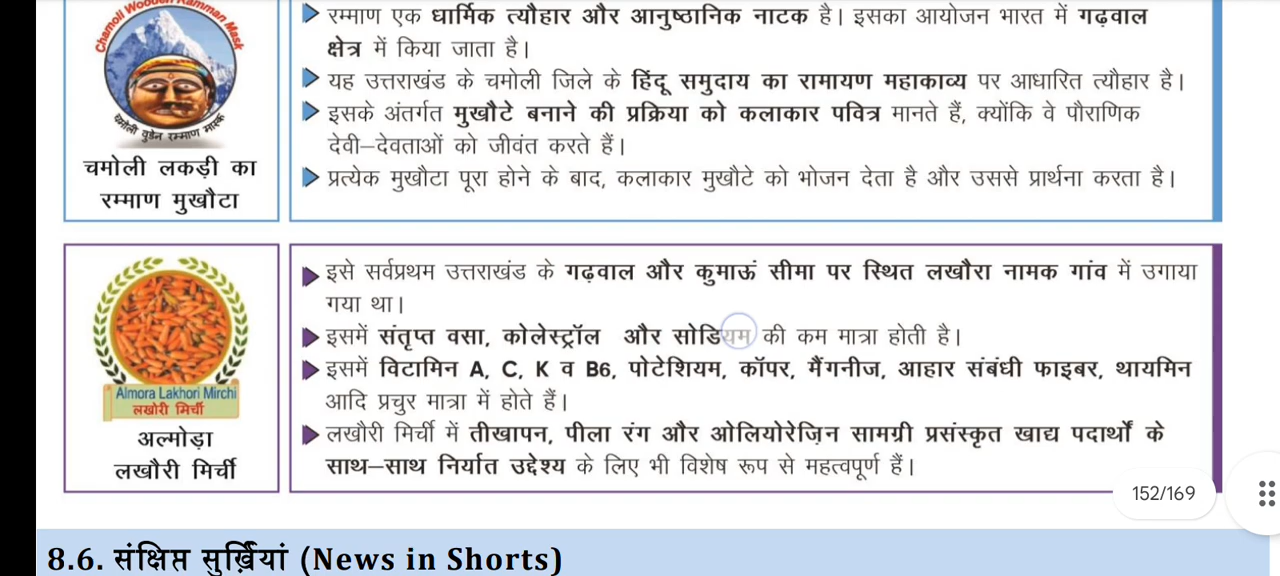 Chamoli Wooden Ramman Mask
चमोली वुडेन रम्माण मास्क
चमोली लकड़ी का
रम्माण मुखौटा
रम्माण एक धार्मिक त्यौहार और आनुष्ठानिक नाटक है। इसका आयोजन भारत में गढ़वाल
क्षेत्र में किया जाता है।
यह उत्तराखंड के चमोली जिले के हिंदू समुदाय का रामायण महाकाव्य पर आधारित त्यौहार है।
इसके अंतर्गत मुखौटे बनाने की प्रक्रिया को कलाकार पवित्र मानते हैं, क्योंकि वे पौराणिक
देवी–देवताओं को जीवंत करते हैं।
प्रत्येक मुखौटा पूरा होने के बाद, कलाकार मुखौटे को भोजन देता है और उससे प्रार्थना करता है।
Almora Lakhori Mirchi
लखोरी मिर्ची
अल्मोड़ा
लखौरी मिर्ची
इसे सर्वप्रथम उत्तराखंड के गढ़वाल और कुमाऊं सीमा पर स्थित लखौरा नामक गांव में उगाया
गया था।
इसमें संतृप्त वसा, कोलेस्ट्रॉल और सोडियम की कम मात्रा होती है।
इसमें विटामिन A, C, K व B6, पोटेशियम, कॉपर, मैंगनीज, आहार संबंधी फाइबर, थायमिन
आदि प्रचुर मात्रा में होते हैं।
लखौरी मिर्ची में तीखापन, पीला रंग और ओलियोरेज़िन सामग्री प्रसंस्कृत खाद्य पदार्थों के
साथ–साथ निर्यात उद्देश्य के लिए भी विशेष रूप से महत्वपूर्ण हैं।
152/169
8.6. संक्षिप्त सुर्ख़ियां (News in Shorts)